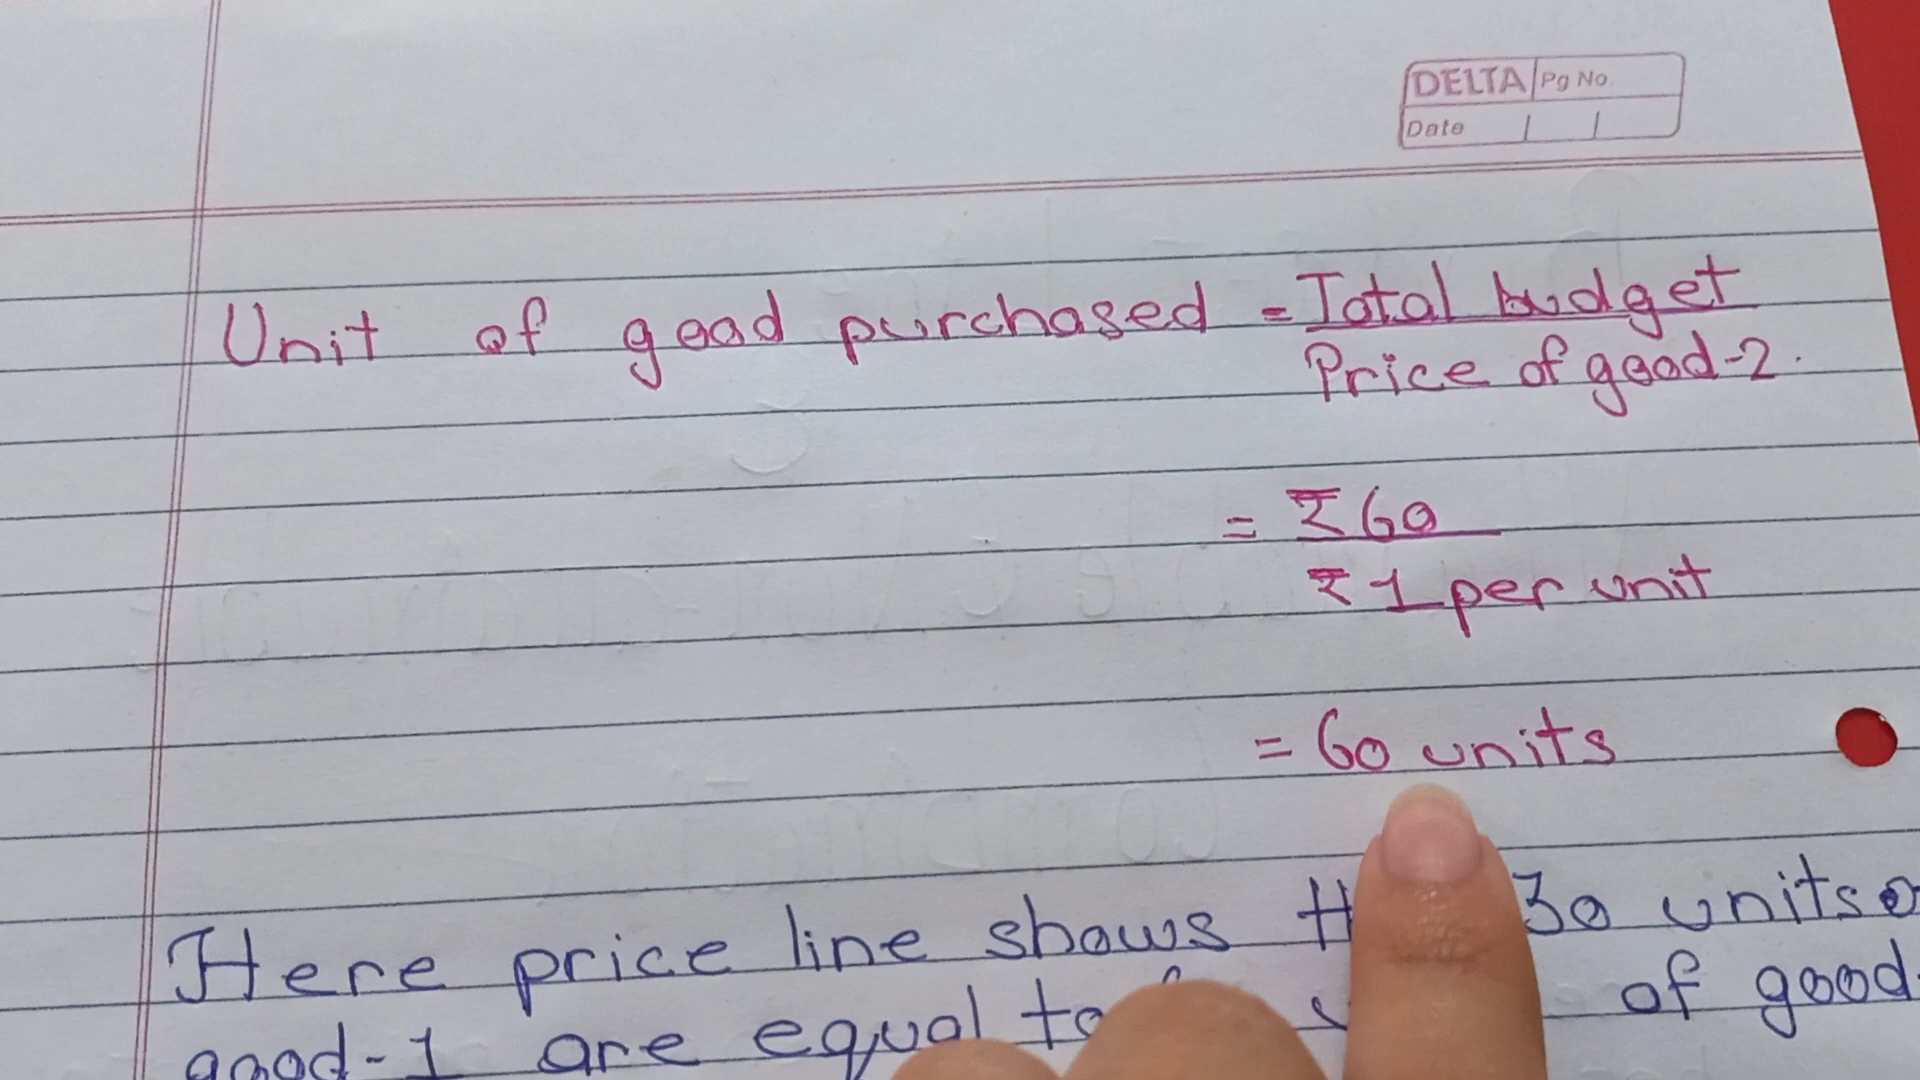 DELTA Pg No.
Date
Unit of good purchased = Total budget
Price of good-2.
= ₹60
₹1 per unit
= 60 units
Here price line shows 30 units
good-1 are equal to of good